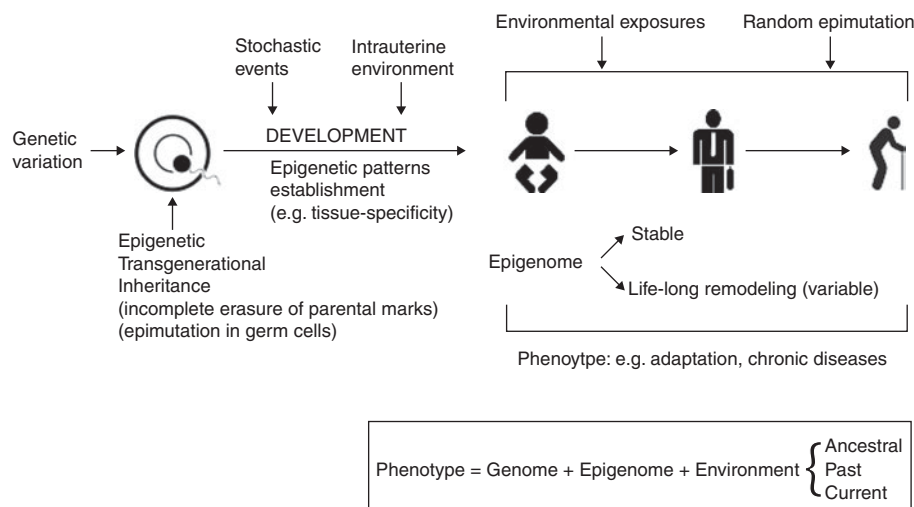 Environmental exposures
Random epimutation
Stochastic
events
Intrauterine
environment
Genetic
variation
DEVELOPMENT
Epigenetic patterns
establishment
(e.g. tissue-specificity)
Epigenetic
Transgenerational
Inheritance
(incomplete erasure of parental marks)
(epimutation in germ cells)
Epigenome
Stable
Life-long remodeling (variable)
Phenoytpe: e.g. adaptation, chronic diseases
Phenotype = Genome + Epigenome + Environment {
Ancestral
Past
Current